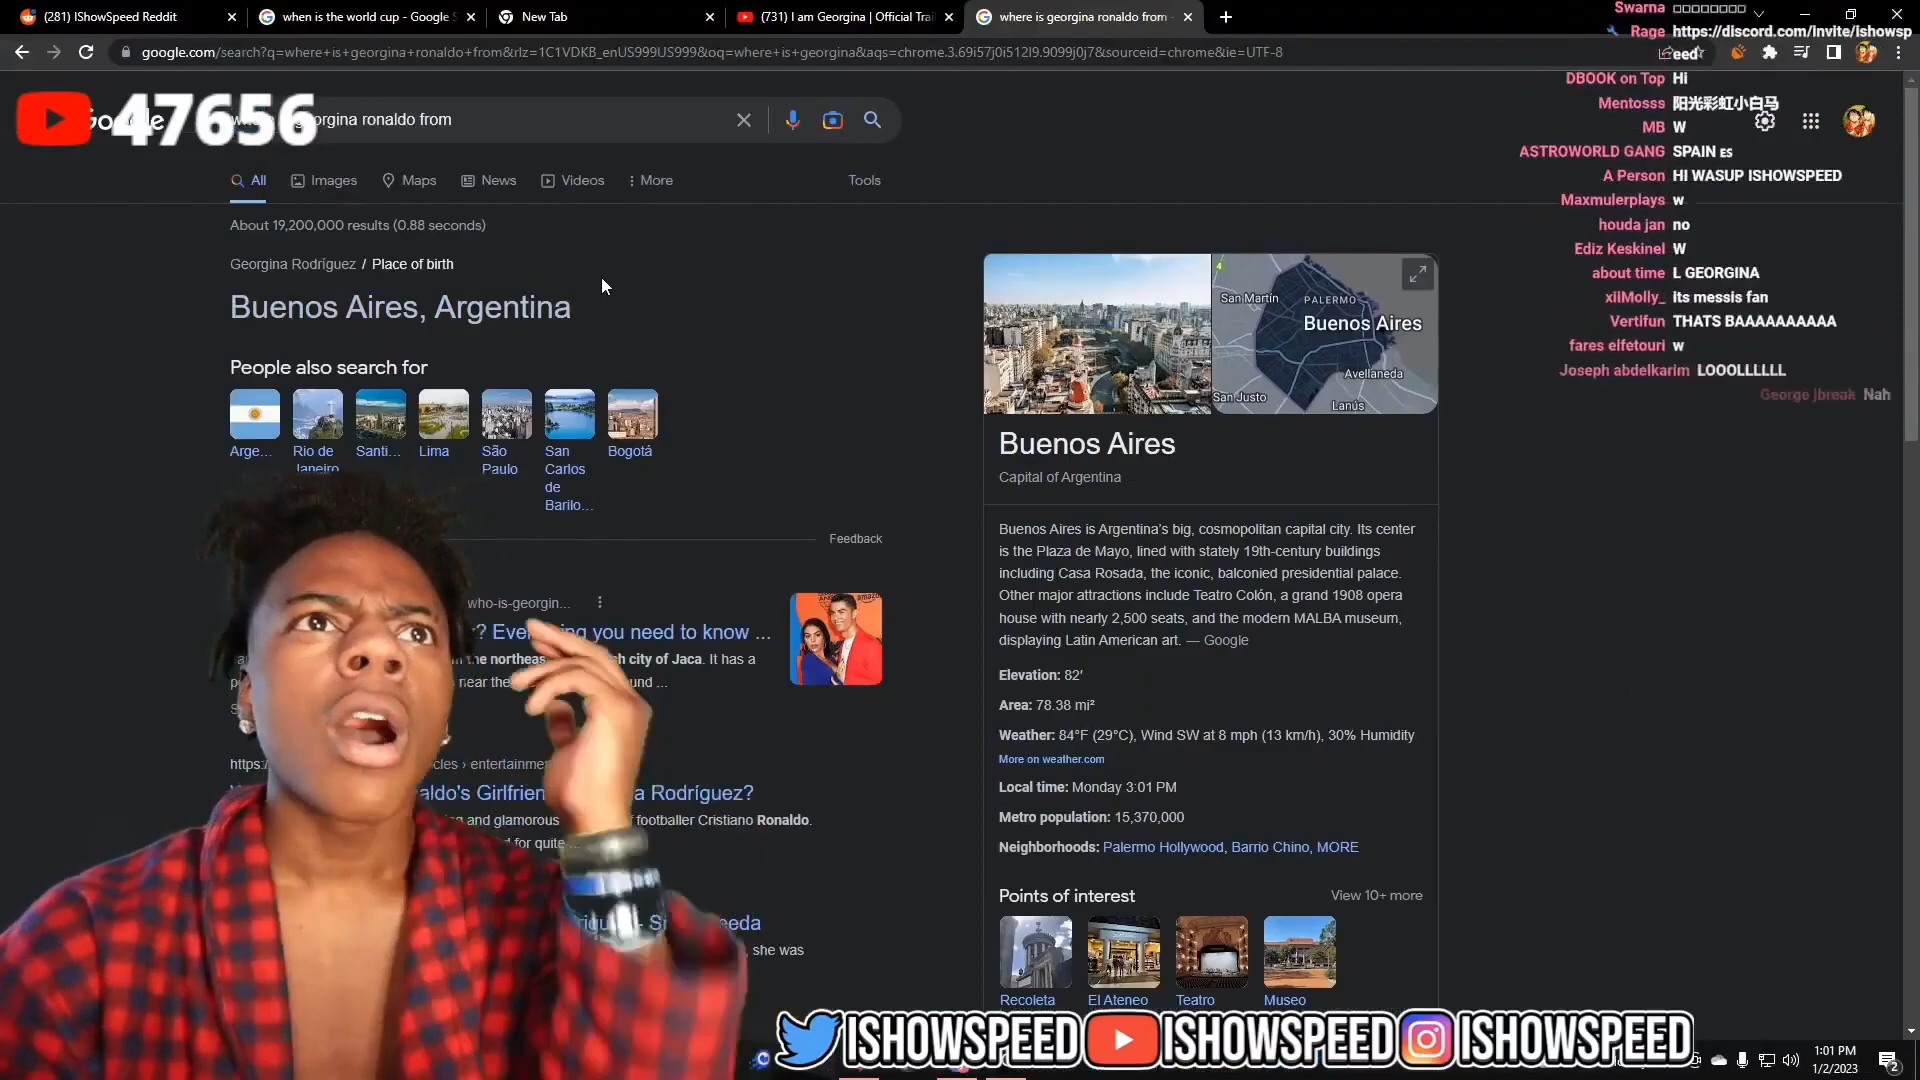 (281) IShowSpeed Reddit
when is the world cup - Google S
New Tab
(731) I am Georgina | Official Trail
where is georgina ronaldo from
google.com/search?q=where+is+georgina+ronaldo+from&rlz=1C1VDKB_enUS999US999&oq=where+is+georgina&aqs=chrome.3.69i57j0i512l9.9099j0j7&sourceid=chrome&ie=UTF-8
47656
ronaldo from
All
Images
Maps
News
Videos
More
Tools
About 19,200,000 results (0.88 seconds)
Georgina Rodríguez / Place of birth
Buenos Aires, Argentina
People also search for
Arge...
Rio de
Janeiro
Santi...
Lima
São
Paulo
San
Carlos
de
Barilo...
Bogotá
Feedback
who-is-georgin...
you need to know ...
city of Jaca. It has a
near the
und ...
https:/
cles › entertainmen
aldo's Girlfrien
a Rodríguez?
and glamorous
footballer Cristiano Ronaldo.
for quite
eeda
, she was
4
San Martín
PALERMO
Buenos Aires
Avellaneda
San Justo
Lanús
Buenos Aires
Capital of Argentina
Buenos Aires is Argentina's big, cosmopolitan capital city. Its center
is the Plaza de Mayo, lined with stately 19th-century buildings
including Casa Rosada, the iconic, balconied presidential palace.
Other major attractions include Teatro Colón, a grand 1908 opera
house with nearly 2,500 seats, and the modern MALBA museum,
displaying Latin American art. — Google
Elevation: 82′
Area: 78.38 mi²
Weather: 84°F (29°C), Wind SW at 8 mph (13 km/h), 30% Humidity
More on weather.com
Local time: Monday 3:01 PM
Metro population: 15,370,000
Neighborhoods: Palermo Hollywood, Barrio Chino, MORE
Points of interest
View 10+ more
Recoleta
El Ateneo
Teatro
Museo
Swarna
Rage https://discord.com/invite/ishowsp
eed
DBOOK on Top Hi
Mentosss 阳光彩虹小白马
MB W
ASTROWORLD GANG SPAIN ES
A Person HI WASUP ISHOWSPEED
Maxmulerplays w
houda jan no
Ediz Keskinel W
about time L GEORGINA
xiiMolly_ its messis fan
Vertifun THATS BAAAAAAAAAA
fares elfetouri w
Joseph abdelkarim LOOOLLLLLL
George jbreak Nah
ISHOWSPEED
ISHOWSPEED
ISHOWSPEED
1:01 PM
1/2/2023
2